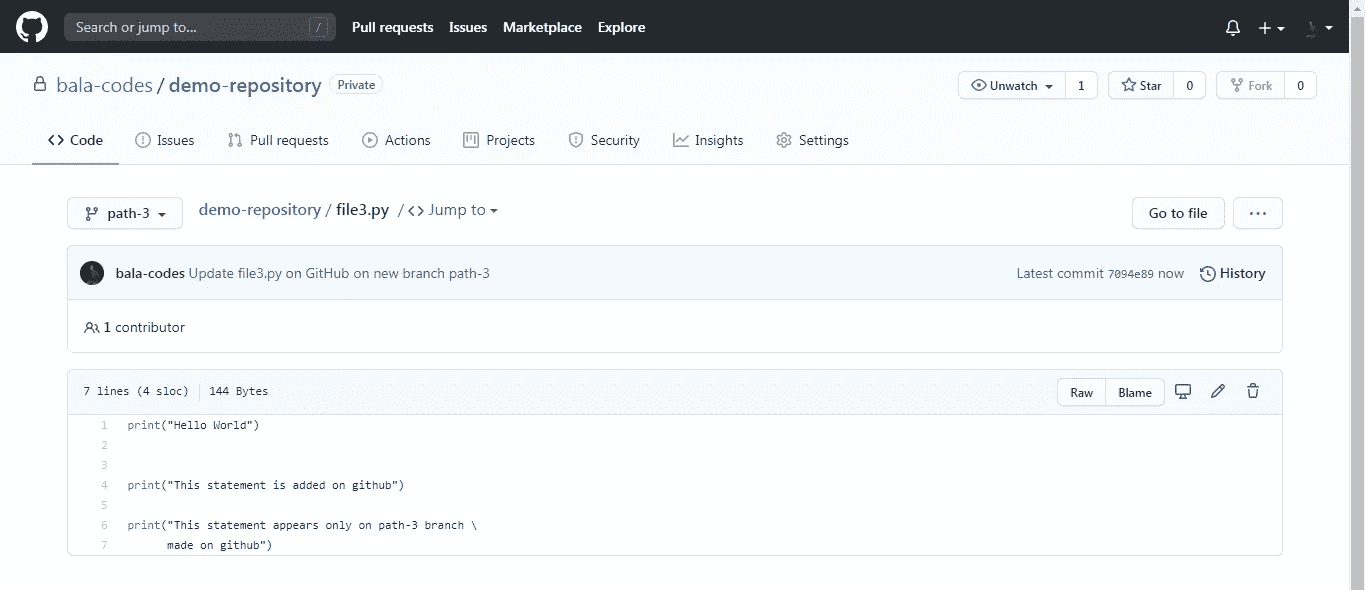 Search or jump to... / Pull requests Issues Marketplace Explore
bala-codes / demo-repository Private Unwatch 1 Star 0 Fork 0
<> Code Issues Pull requests Actions Projects Security Insights Settings
path-3 demo-repository / file3.py / <> Jump to Go to file ...
bala-codes Update file3.py on GitHub on new branch path-3 Latest commit 7094e89 now History
1 contributor
7 lines (4 sloc) 144 Bytes Raw Blame
1 print("Hello World")
2
3
4 print("This statement is added on github")
5
6 print("This statement appears only on path-3 branch \
7 made on github")